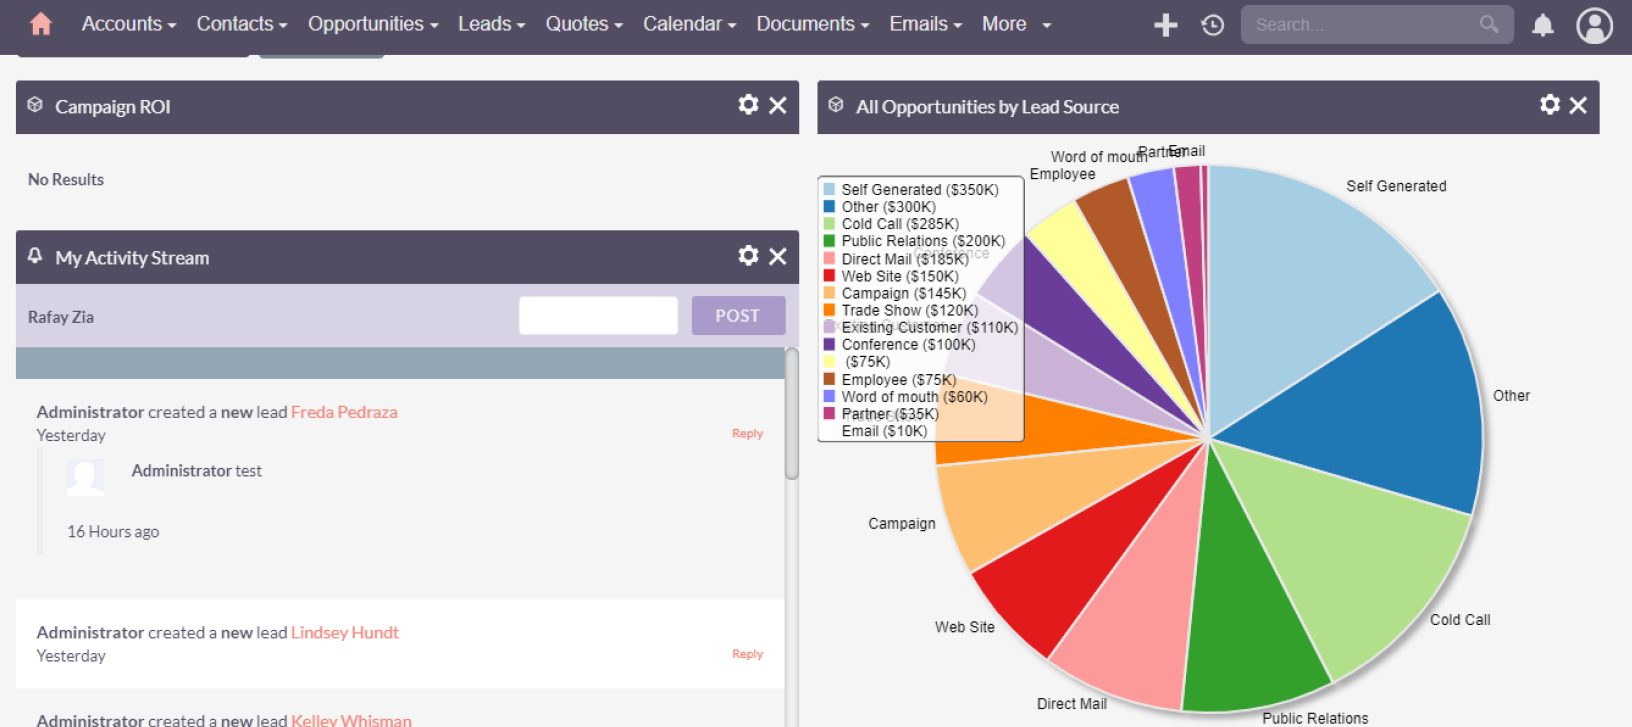 Accounts Contacts Opportunities Leads Quotes Calendar Documents Emails More Search...
Campaign ROI
No Results
My Activity Stream
Rafay Zia POST
Administrator created a new lead Freda Pedraza
Yesterday
Reply
Administrator test
16 Hours ago
Administrator created a new lead Lindsey Hundt
Yesterday
Reply
Administrator created a new lead Kelley Whisman
All Opportunities by Lead Source
Self Generated ($350K)
Other ($300K)
Cold Call ($285K)
Public Relations ($200K)
Direct Mail ($185K)
Web Site ($150K)
Campaign ($145K)
Trade Show ($120K)
Existing Customer ($110K)
Conference ($100K)
($75K)
Employee ($75K)
Word of mouth ($60K)
Partner ($35K)
Email ($10K)
Word of mouth
Partner
Email
Employee
Self Generated
Conference
Other
Campaign
Cold Call
Web Site
Direct Mail
Public Relations